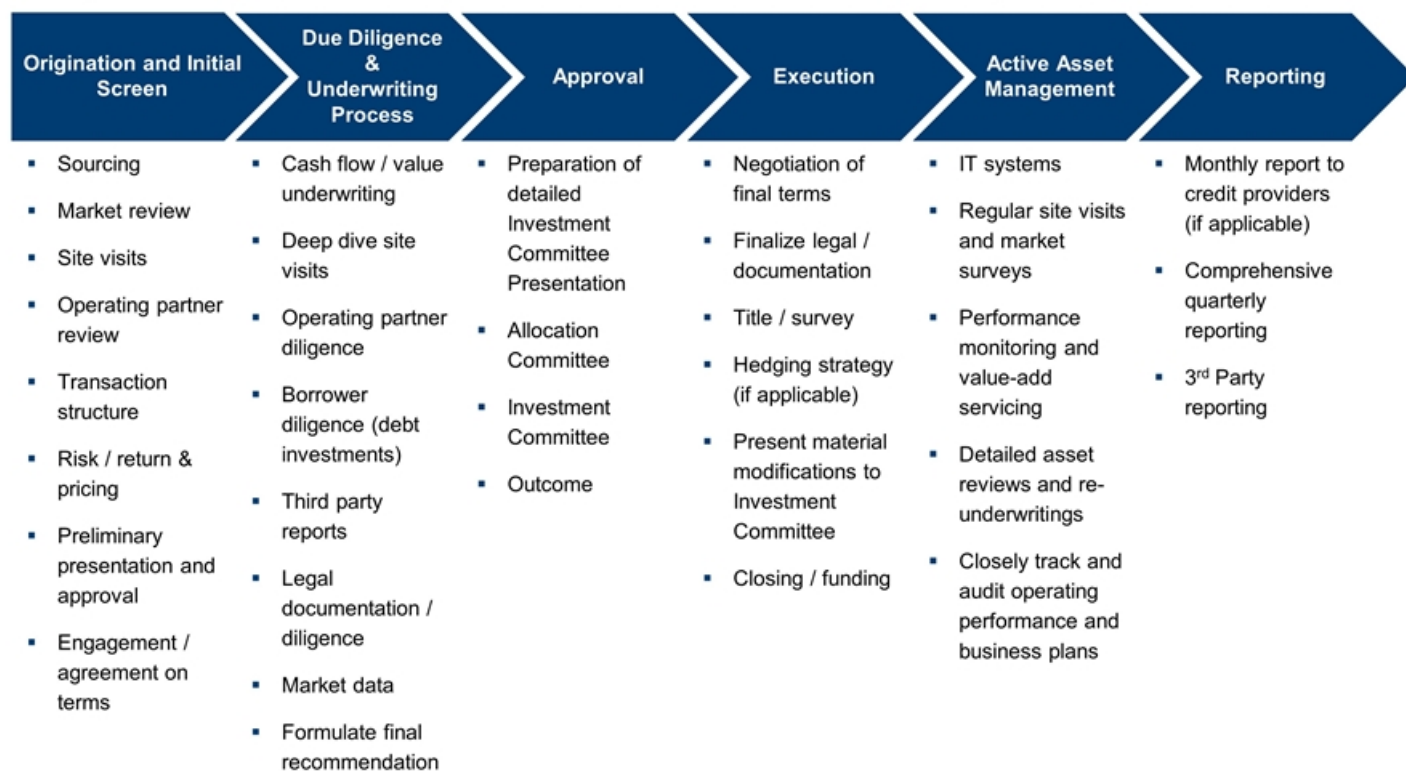 Origination and Initial
Screen
Due Diligence
&
Underwriting
Process
Approval
Execution
Active Asset
Management
Reporting
▪ Sourcing
▪ Market review
▪ Site visits
▪ Operating partner
review
▪ Transaction
structure
▪ Risk / return &
pricing
▪ Preliminary
presentation and
approval
▪ Engagement /
agreement on
terms
▪ Cash flow / value
underwriting
▪ Deep dive site
visits
▪ Operating partner
diligence
▪ Borrower
diligence (debt
investments)
▪ Third party
reports
▪ Legal
documentation /
diligence
▪ Market data
▪ Formulate final
recommendation
▪ Preparation of
detailed
Investment
Committee
Presentation
▪ Allocation
Committee
▪ Investment
Committee
▪ Outcome
▪ Negotiation of
final terms
▪ Finalize legal /
documentation
▪ Title / survey
▪ Hedging strategy
(if applicable)
▪ Present material
modifications to
Investment
Committee
▪ Closing / funding
▪ IT systems
▪ Regular site visits
and market
surveys
▪ Performance
monitoring and
value-add
servicing
▪ Detailed asset
reviews and re-
underwritings
▪ Closely track and
audit operating
performance and
business plans
▪ Monthly report to
credit providers
(if applicable)
▪ Comprehensive
quarterly
reporting
▪ 3rd Party
reporting